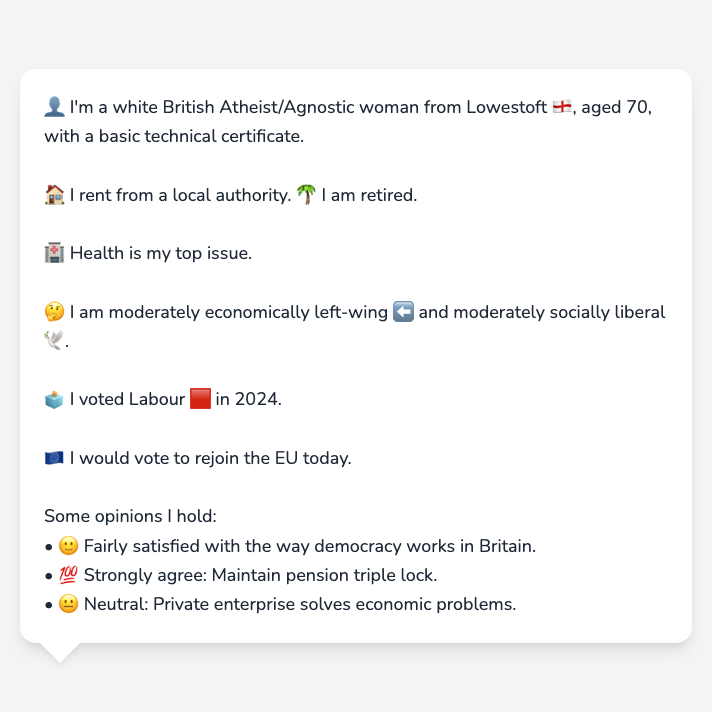 👤 I'm a white British Atheist/Agnostic woman from Lowestoft 🏴󠁧󠁢󠁥󠁮󠁧󠁿, aged 70,
with a basic technical certificate.
🏠 I rent from a local authority. 🌴 I am retired.
🏥 Health is my top issue.
🤔 I am moderately economically left-wing ⬅️ and moderately socially liberal
🕊️.
🗳️ I voted Labour 🟥 in 2024.
🇪🇺 I would vote to rejoin the EU today.
Some opinions I hold:
• 🙂 Fairly satisfied with the way democracy works in Britain.
• 💯 Strongly agree: Maintain pension triple lock.
• 😐 Neutral: Private enterprise solves economic problems.